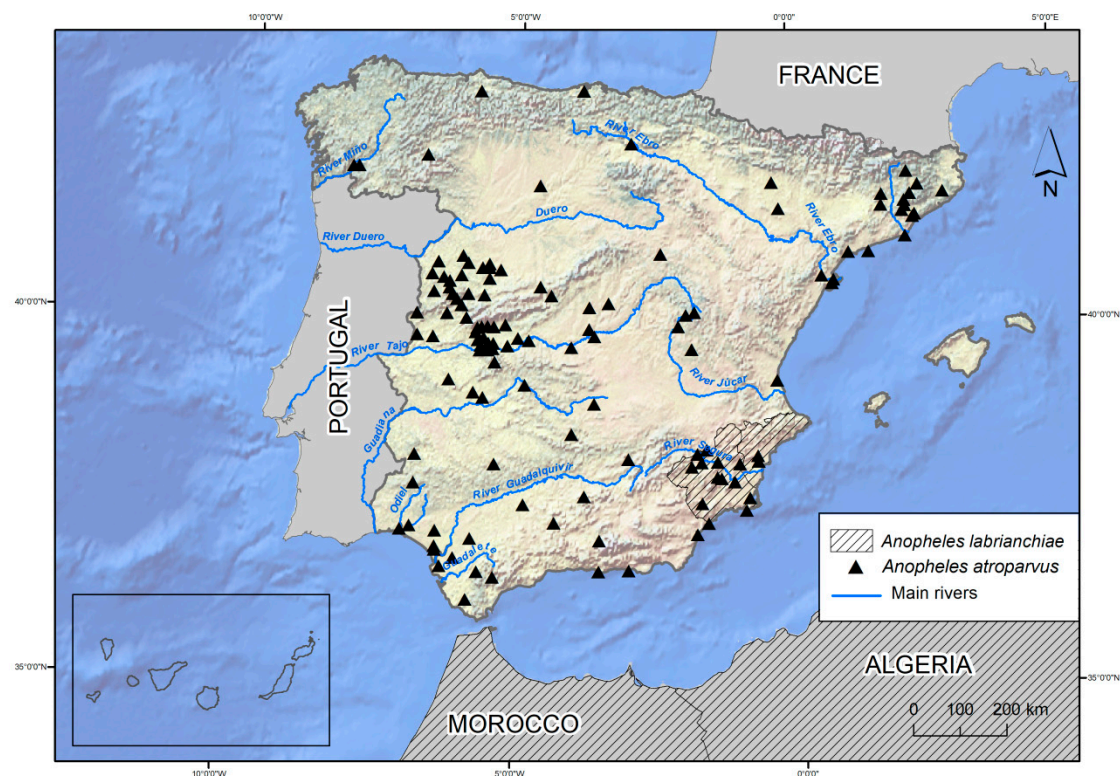 10°0'0"W
5°0'0"W
0°0'0"
5°0'0"E
FRANCE
River Ebro
River Miño
N
Duero
River Ebro
River Duero
40°0'0"N
40°0'0"N
PORTUGAL
River Tajo
River Júcar
Guadiana
River Segura
River Guadalquivir
Odiel
Guadalete
Anopheles labrianchiae
Anopheles atroparvus
Main rivers
35°0'0"N
35°0'0"N
ALGERIA
MOROCCO
0 100 200 km
10°0'0"W
5°0'0"W
0°0'0"